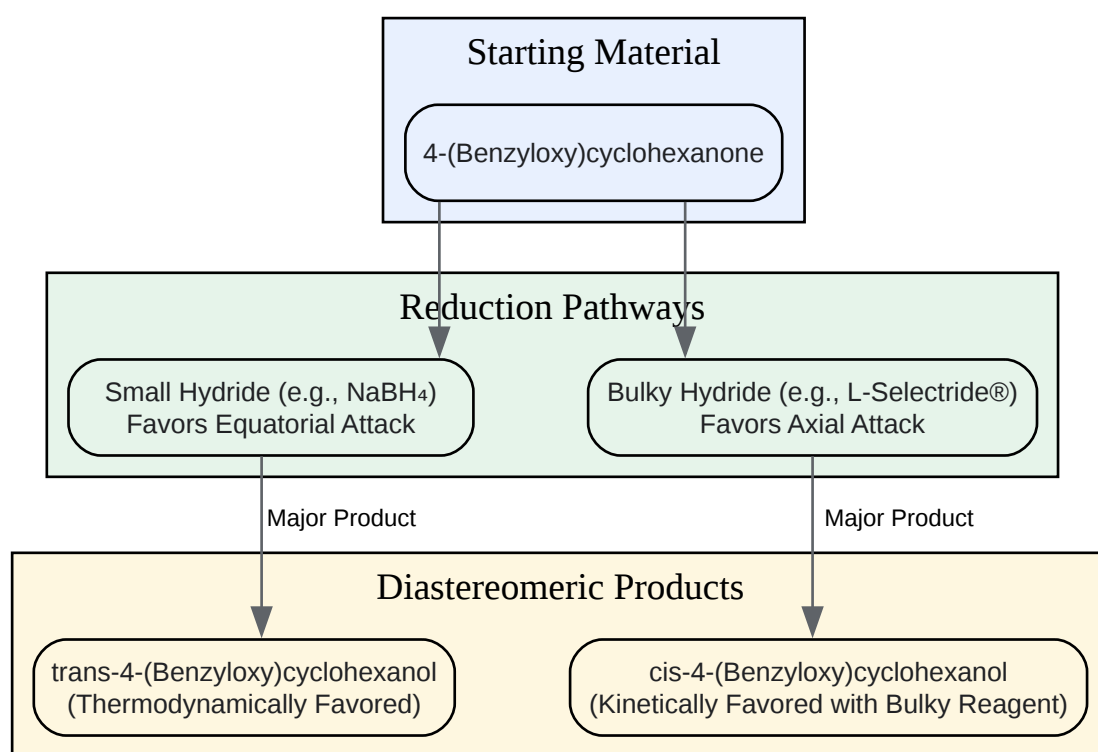 Starting Material
4-(Benzyloxy)cyclohexanone
Reduction Pathways
Small Hydride (e.g., NaBH₄)
Favors Equatorial Attack
Bulky Hydride (e.g., L-Selectride®)
Favors Axial Attack
Major Product
Major Product
Diastereomeric Products
trans-4-(Benzyloxy)cyclohexanol
(Thermodynamically Favored)
cis-4-(Benzyloxy)cyclohexanol
(Kinetically Favored with Bulky Reagent)